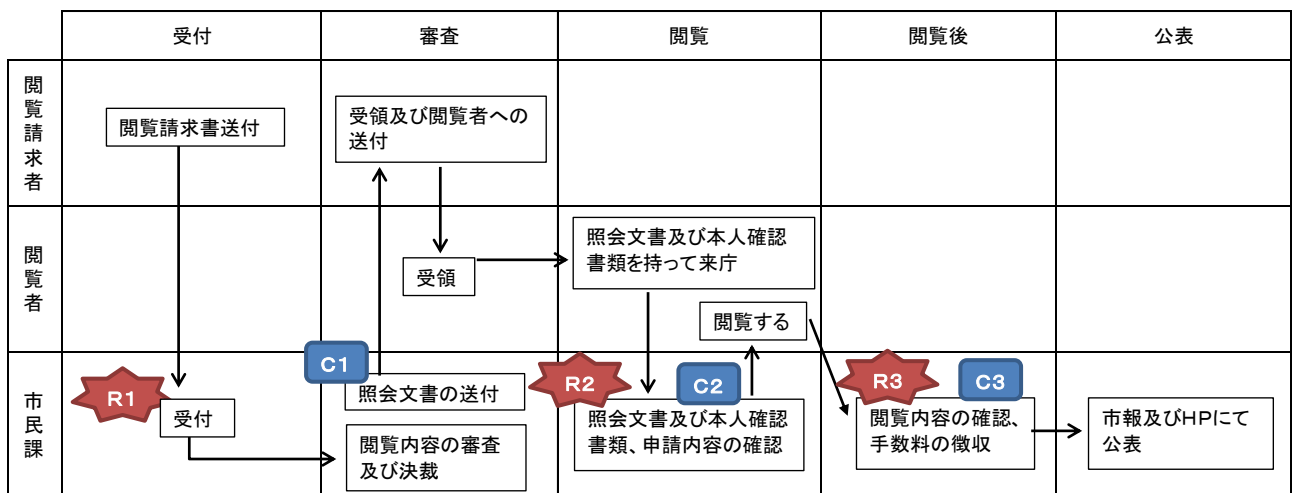 受付
審査
閲覧
閲覧後
公表
閲覧請求者
閲覧請求書送付
受領及び閲覧者への
送付
閲覧者
受領
照会文書及び本人確認
書類を持って来庁
閲覧する
市民課
R1
受付
C1
照会文書の送付
閲覧内容の審査
及び決裁
R2
C2
照会文書及び本人確認
書類、申請内容の確認
R3
C3
閲覧内容の確認、
手数料の徴収
市報及びHPにて
公表